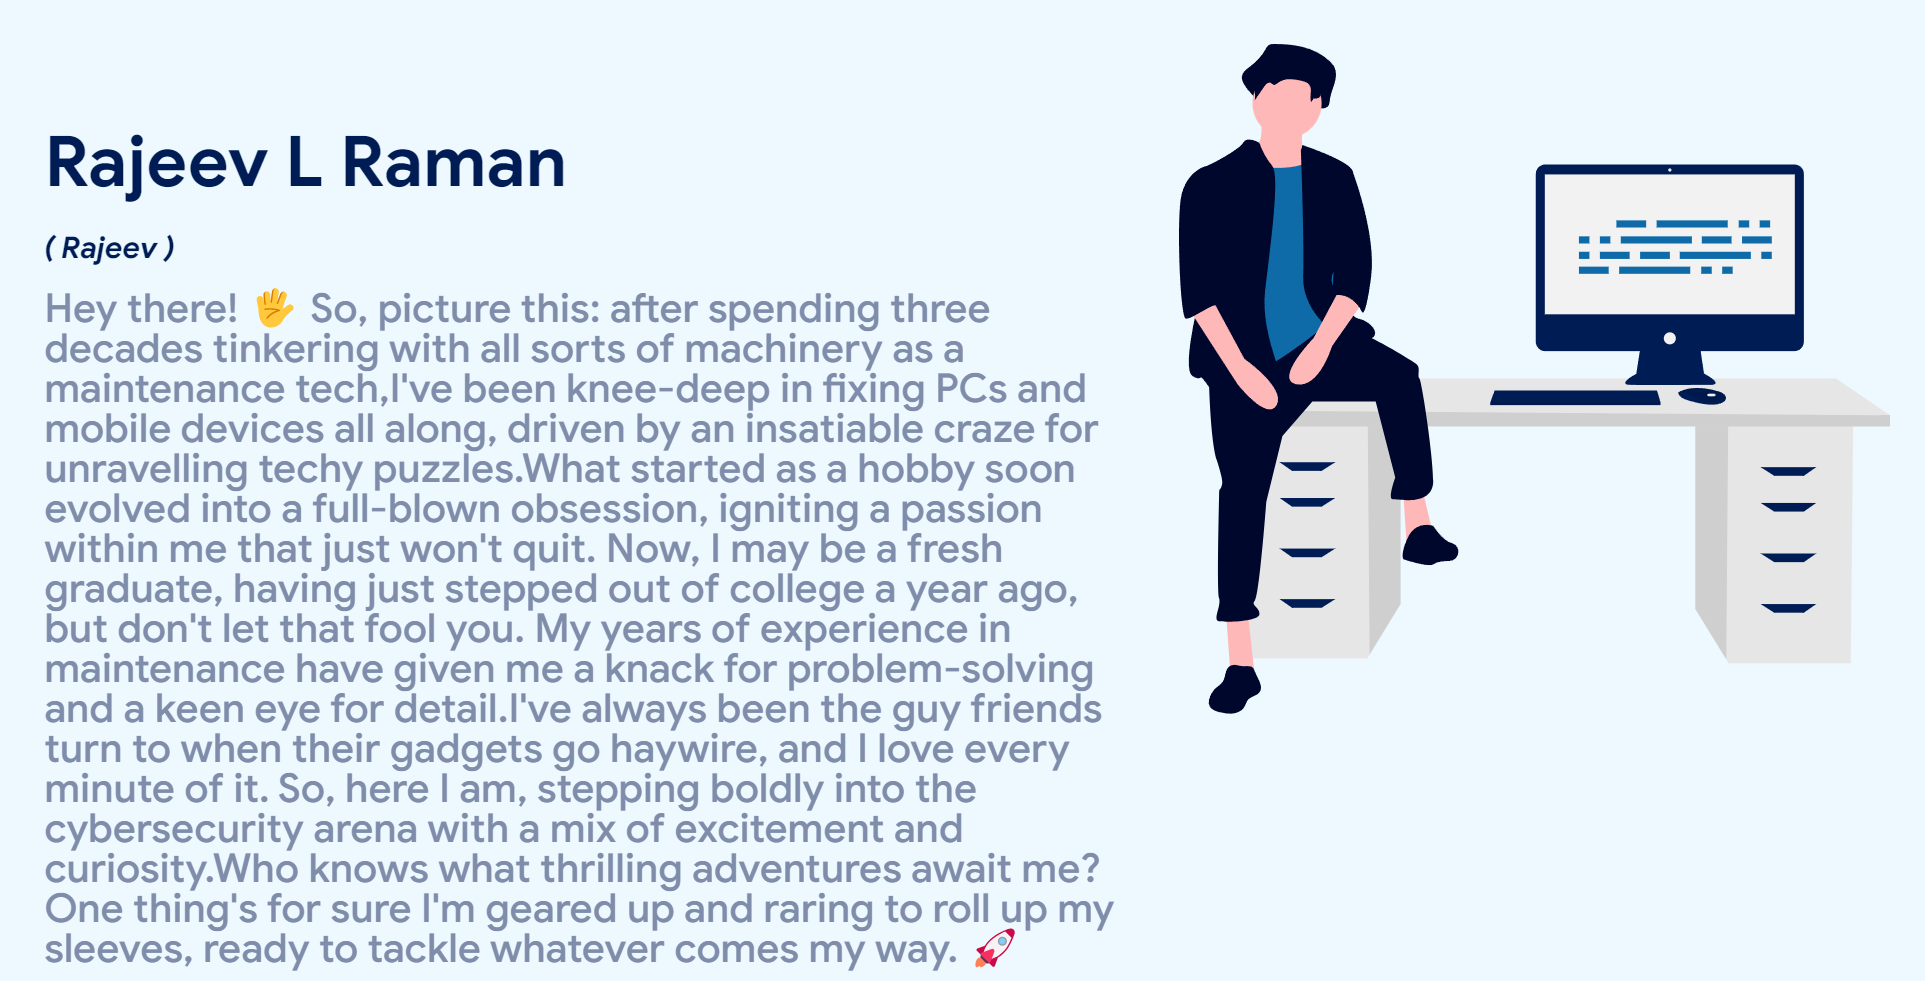 Rajeev L Raman
( Rajeev )
Hey there! 🖐 So, picture this: after spending three
decades tinkering with all sorts of machinery as a
maintenance tech,I've been knee-deep in fixing PCs and
mobile devices all along, driven by an insatiable craze for
unravelling techy puzzles.What started as a hobby soon
evolved into a full-blown obsession, igniting a passion
within me that just won't quit. Now, I may be a fresh
graduate, having just stepped out of college a year ago,
but don't let that fool you. My years of experience in
maintenance have given me a knack for problem-solving
and a keen eye for detail.I've always been the guy friends
turn to when their gadgets go haywire, and I love every
minute of it. So, here I am, stepping boldly into the
cybersecurity arena with a mix of excitement and
curiosity.Who knows what thrilling adventures await me?
One thing's for sure I'm geared up and raring to roll up my
sleeves, ready to tackle whatever comes my way. 🚀